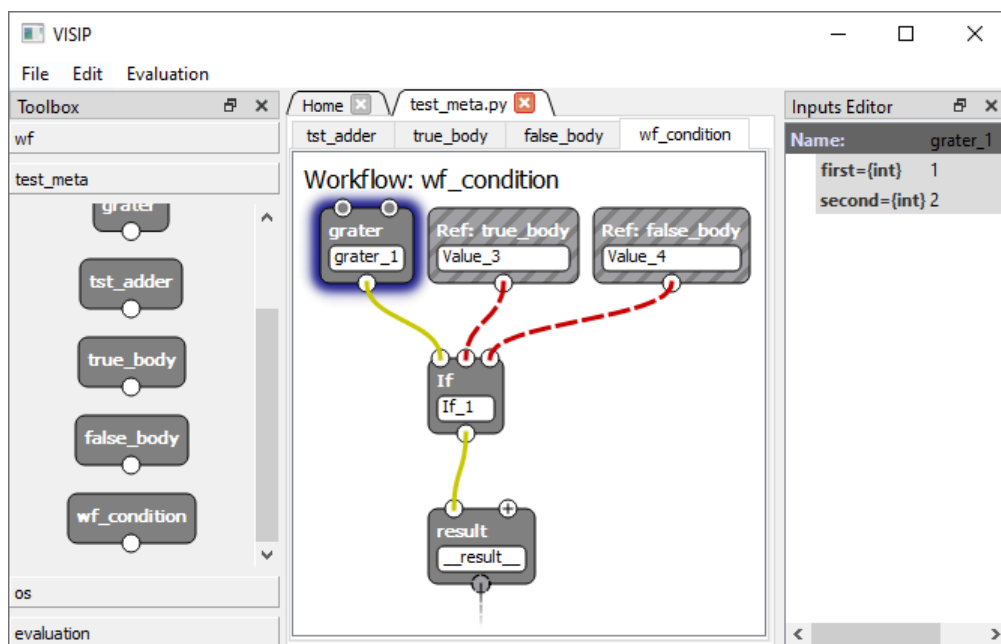 VISIP
File Edit Evaluation
Toolbox
wf
test_meta
grater
tst_adder
true_body
false_body
wf_condition
os
evaluation
Home test_meta.py
tst_adder true_body false_body wf_condition
Workflow: wf_condition
grater
grater_1
Ref: true_body
Value_3
Ref: false_body
Value_4
If
If_1
result
__result__
Inputs Editor
Name: grater_1
first={int} 1
second={int} 2